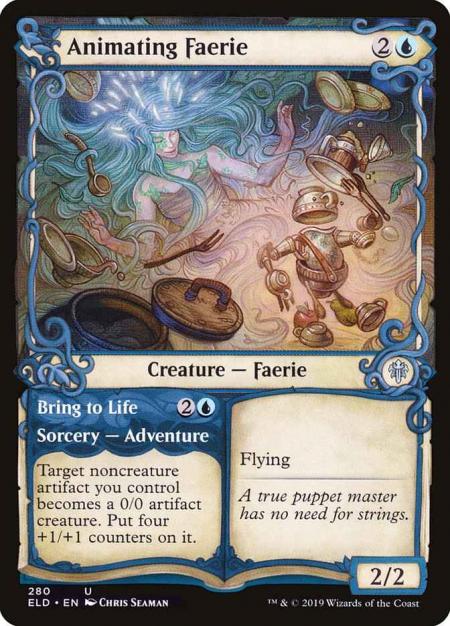 Animating Faerie 2
Creature — Faerie
Bring to Life 2
Sorcery — Adventure
Target noncreature
artifact you control
becomes a 0/0 artifact
creature. Put four
+1/+1 counters on it.
Flying
A true puppet master
has no need for strings.
2/2
280 U
ELD • EN Chris Seaman
™ & © 2019 Wizards of the Coast